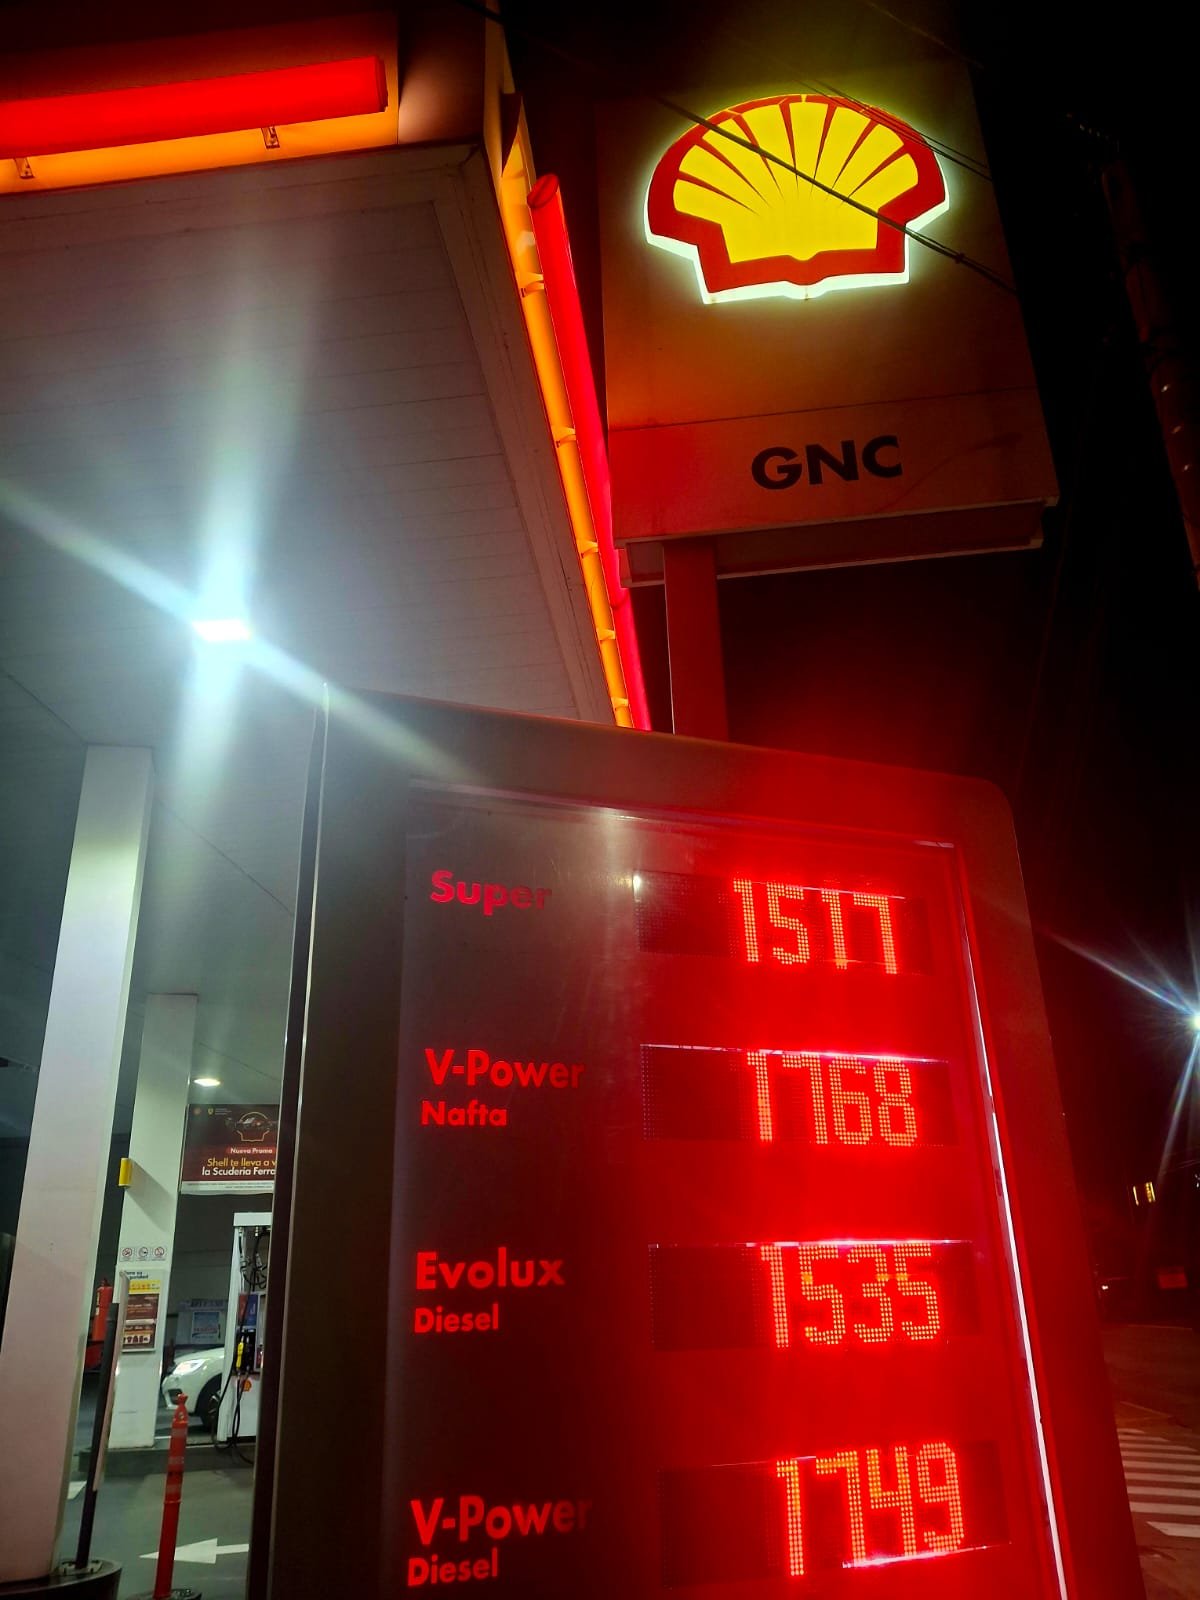 GNC
Super 1517
V-Power
Nafta 1768
Evolux
Diesel 1535
V-Power
Diesel 1749
Nueva Promo
Shell te lleva a v
la Scuderia Ferra